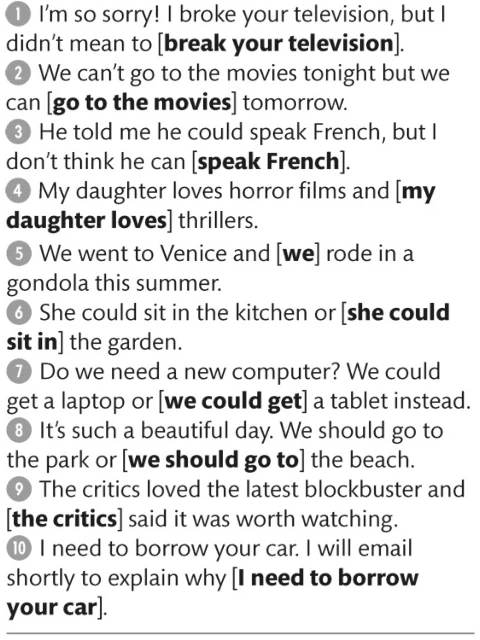 1 I'm so sorry! I broke your television, but I
didn't mean to [break your television].
2 We can't go to the movies tonight but we
can [go to the movies] tomorrow.
3 He told me he could speak French, but I
don't think he can [speak French].
4 My daughter loves horror films and [my
daughter loves] thrillers.
5 We went to Venice and [we] rode in a
gondola this summer.
6 She could sit in the kitchen or [she could
sit in] the garden.
7 Do we need a new computer? We could
get a laptop or [we could get] a tablet instead.
8 It's such a beautiful day. We should go to
the park or [we should go to] the beach.
9 The critics loved the latest blockbuster and
[the critics] said it was worth watching.
10 I need to borrow your car. I will email
shortly to explain why [I need to borrow
your car].